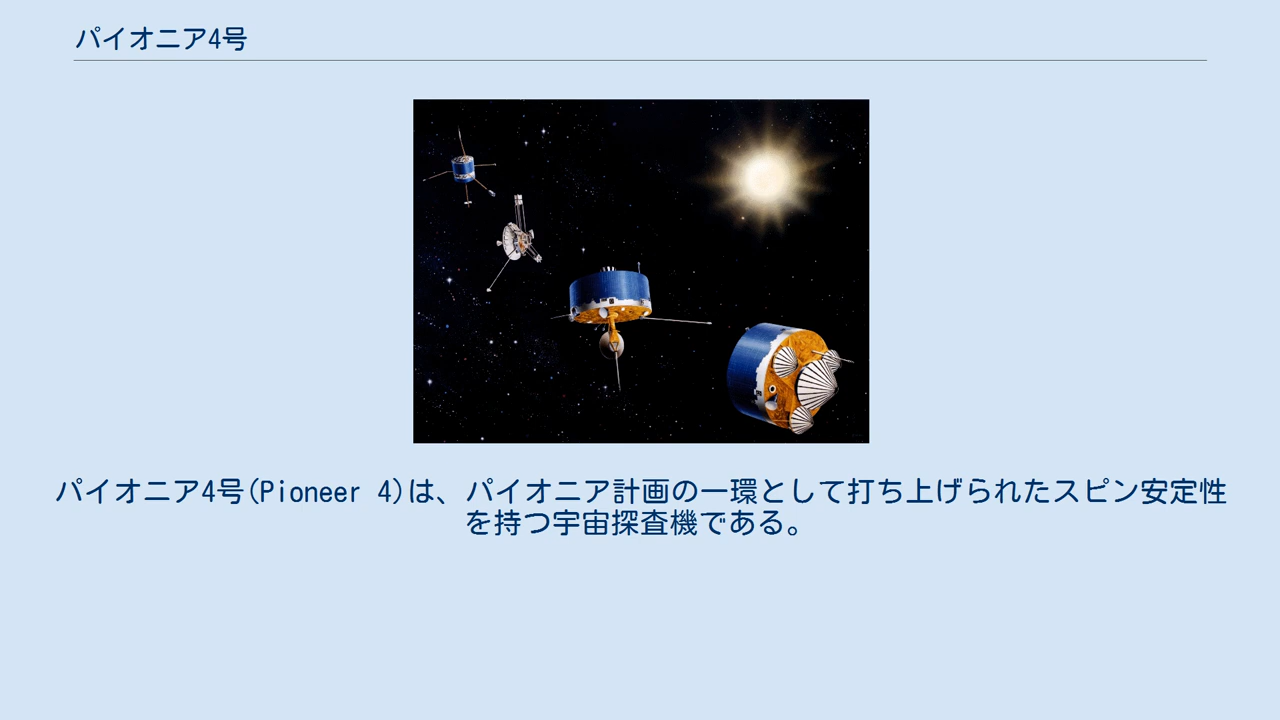 パイオニア4号
パイオニア4号(Pioneer 4)は、パイオニア計画の一環として打ち上げられたスピン安定性
を持つ宇宙探査機である。